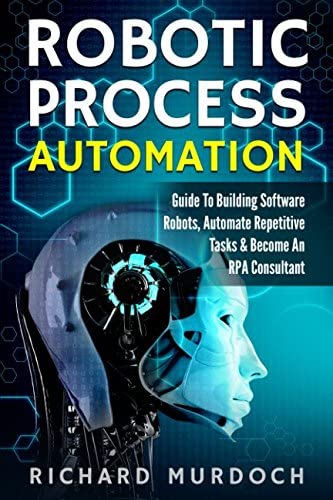 ROBOTIC
PROCESS
AUTOMATION
Guide To Building Software
Robots, Automate Repetitive
Tasks & Become An
RPA Consultant
RICHARD MURDOCH